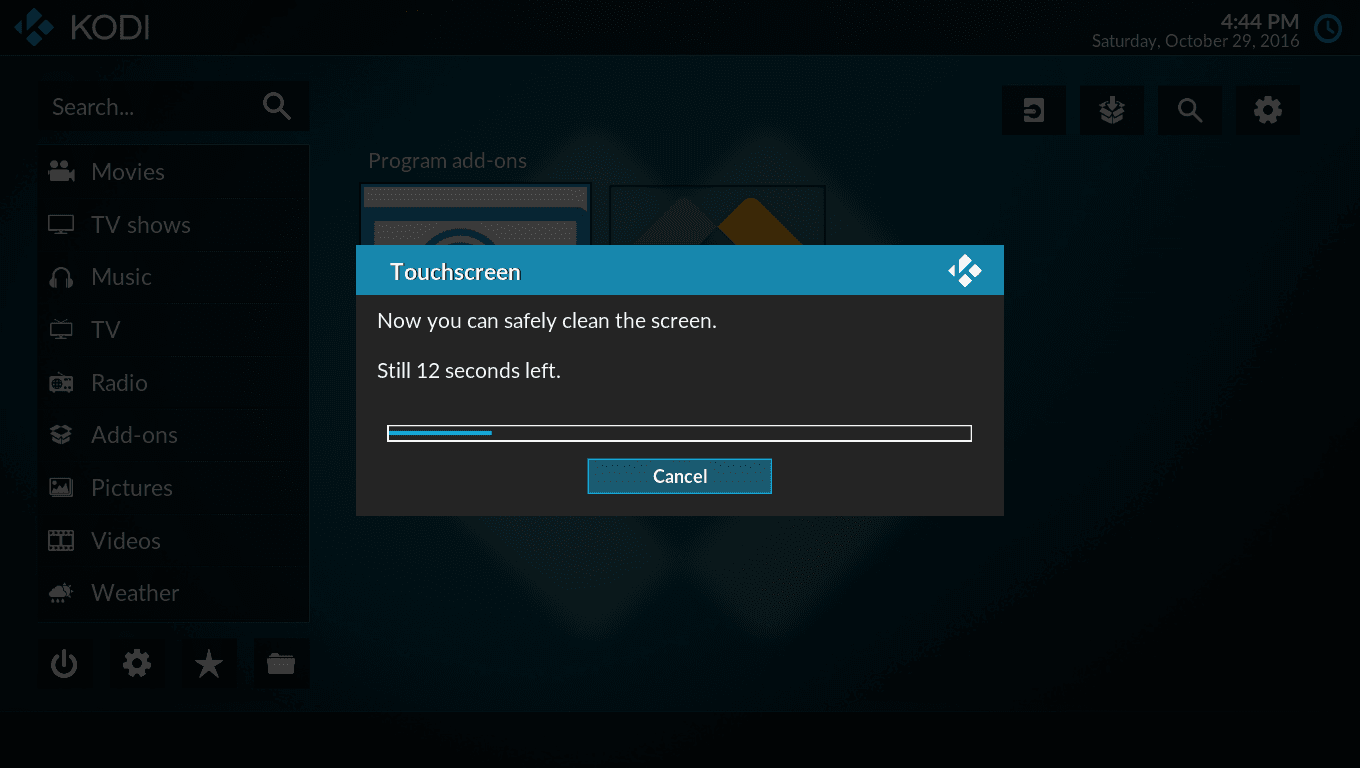 KODI
4:44 PM
Saturday, October 29, 2016
Search...
Movies
TV shows
Music
TV
Radio
Add-ons
Pictures
Videos
Weather
Program add-ons
Touchscreen
Now you can safely clean the screen.
Still 12 seconds left.
Cancel